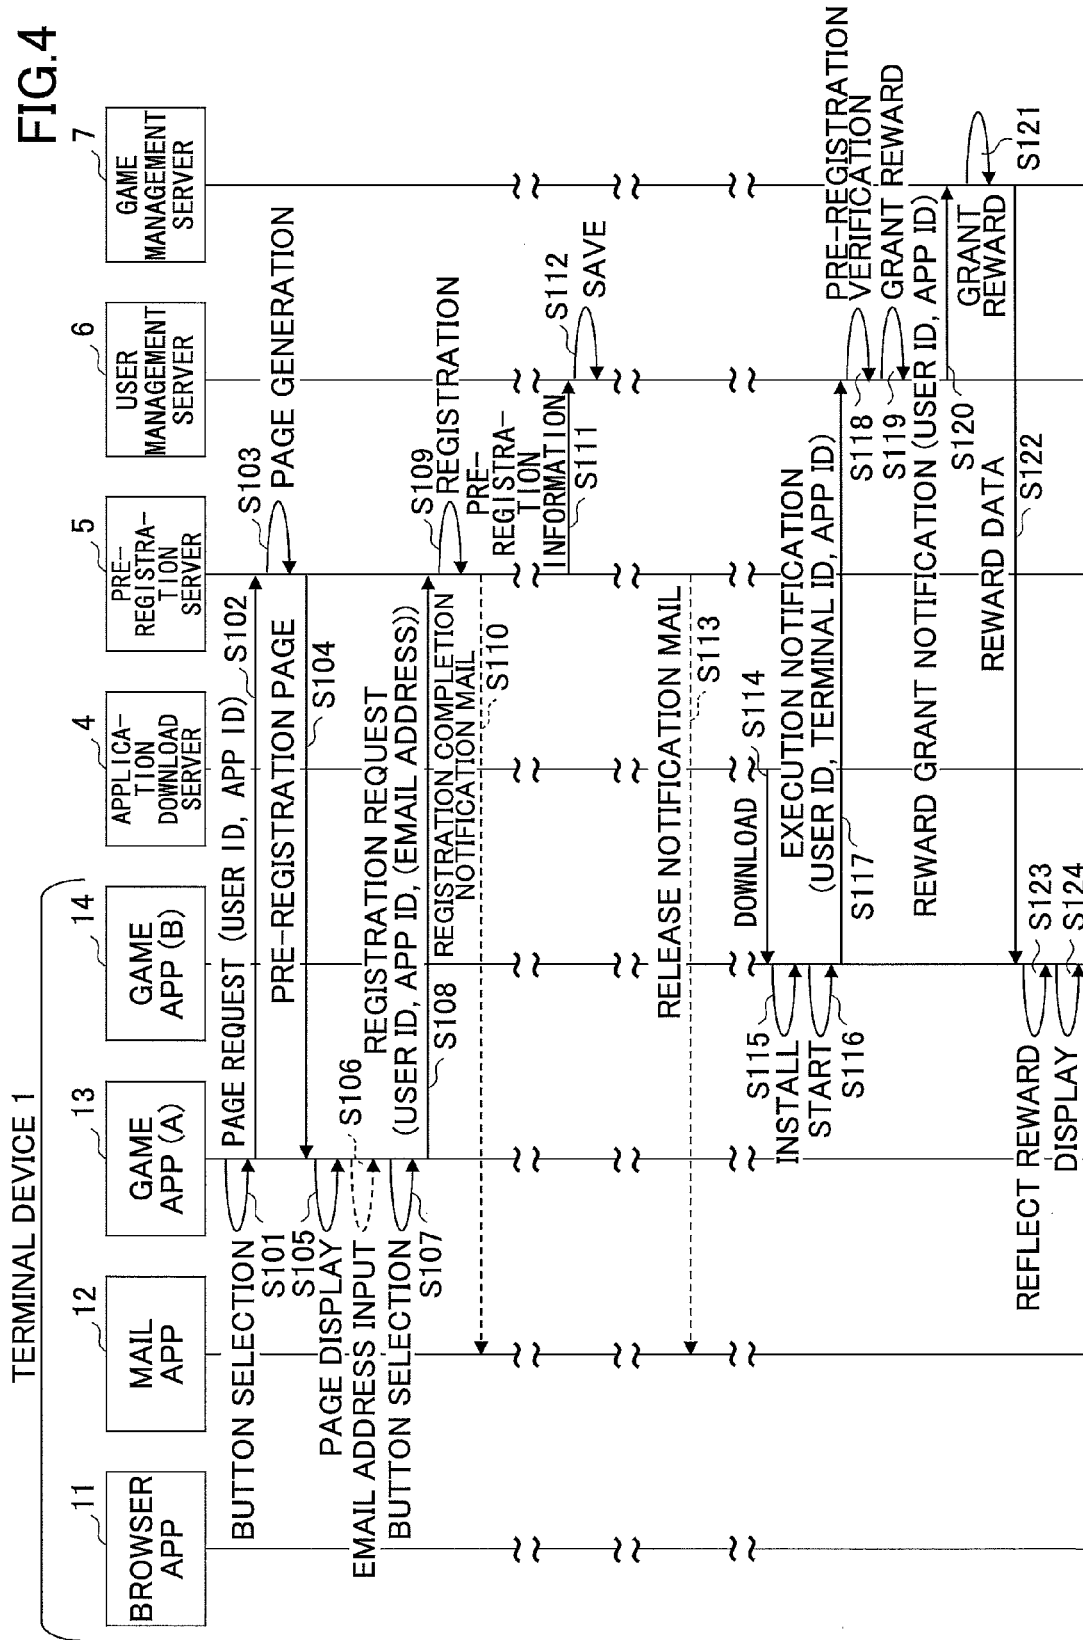 FIG.4
TERMINAL DEVICE 1
11
BROWSER
APP
12
MAIL
APP
13
GAME
APP (A)
14
GAME
APP (B)
4
APPLICA-
TION
DOWNLOAD
SERVER
5
PRE-
REGISTRA-
TION
SERVER
6
USER
MANAGEMENT
SERVER
7
GAME
MANAGEMENT
SERVER
BUTTON SELECTION
S101
PAGE REQUEST (USER ID, APP ID)
S102
S103
PAGE GENERATION
PRE-REGISTRATION PAGE
S104
S105
PAGE DISPLAY
EMAIL ADDRESS INPUT
S106
BUTTON SELECTION
S107
REGISTRATION REQUEST
(USER ID, APP ID, (EMAIL ADDRESS))
S108
S109
REGISTRATION
REGISTRATION COMPLETION
NOTIFICATION MAIL
S110
PRE-
REGISTRA-
TION
INFORMATION
S111
S112
SAVE
RELEASE NOTIFICATION MAIL
S113
DOWNLOAD
S114
S115
INSTALL
START
S116
EXECUTION NOTIFICATION
(USER ID, TERMINAL ID, APP ID)
S117
PRE-REGISTRATION
VERIFICATION
S118
GRANT REWARD
S119
REWARD GRANT NOTIFICATION (USER ID, APP ID)
S120
GRANT
REWARD
S121
REWARD DATA
S122
REFLECT REWARD
S123
DISPLAY
S124